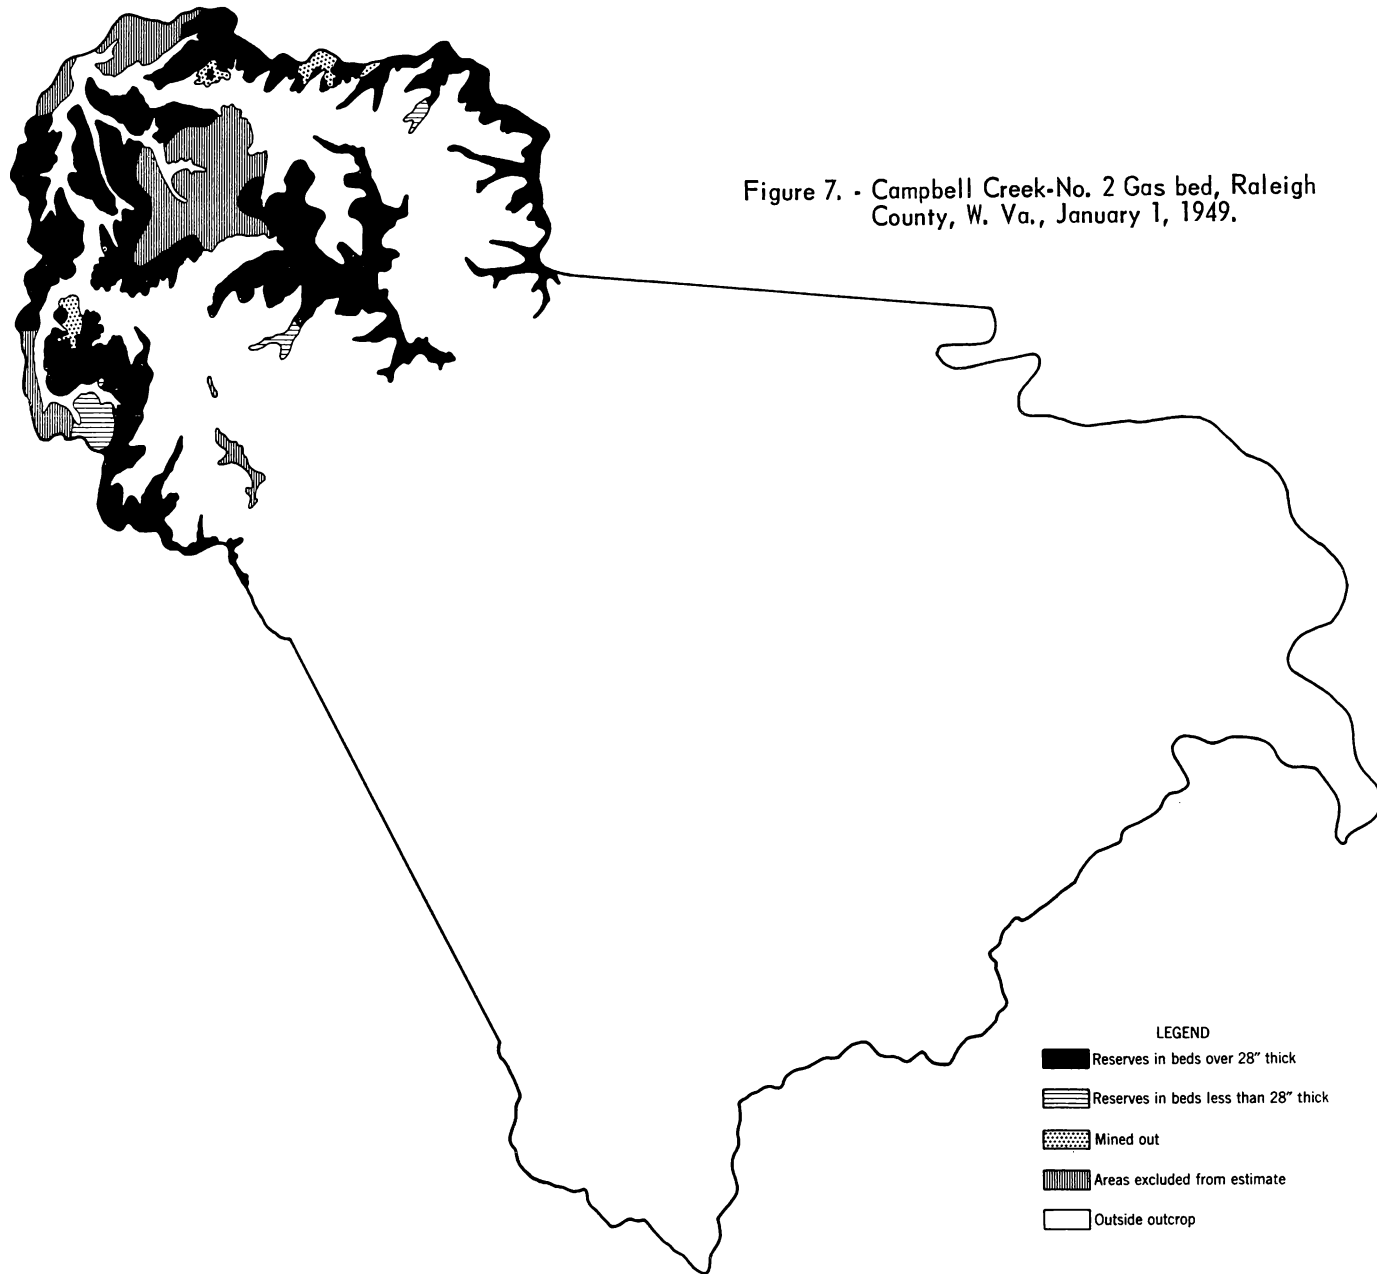 Figure 7. - Campbell Creek-No. 2 Gas bed, Raleigh
County, W. Va., January 1, 1949.
LEGEND
Reserves in beds over 28" thick
Reserves in beds less than 28" thick
Mined out
Areas excluded from estimate
Outside outcrop